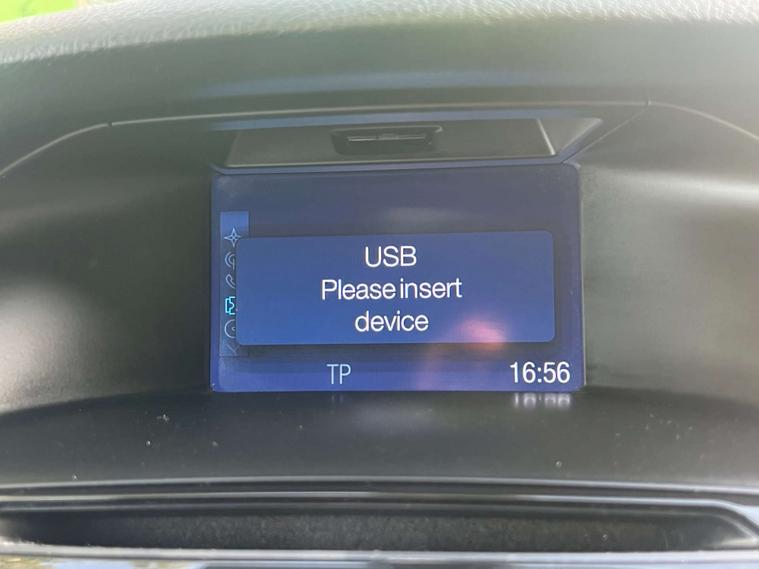 USB
Please insert
device
TP 16:56